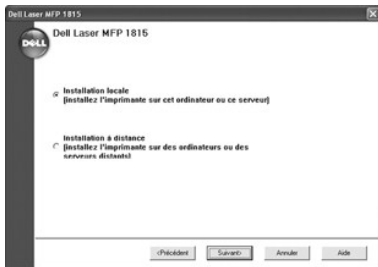 Dell Laser MFP 1815
DELL
Dell Laser MFP 1815
Installation locale
(installez l'imprimante sur cet ordinateur ou ce serveur)
Installation à distance
(installez l'imprimante sur des ordinateurs ou des
serveurs distants)
<Précédent
Suivant>
Annuler
Aide